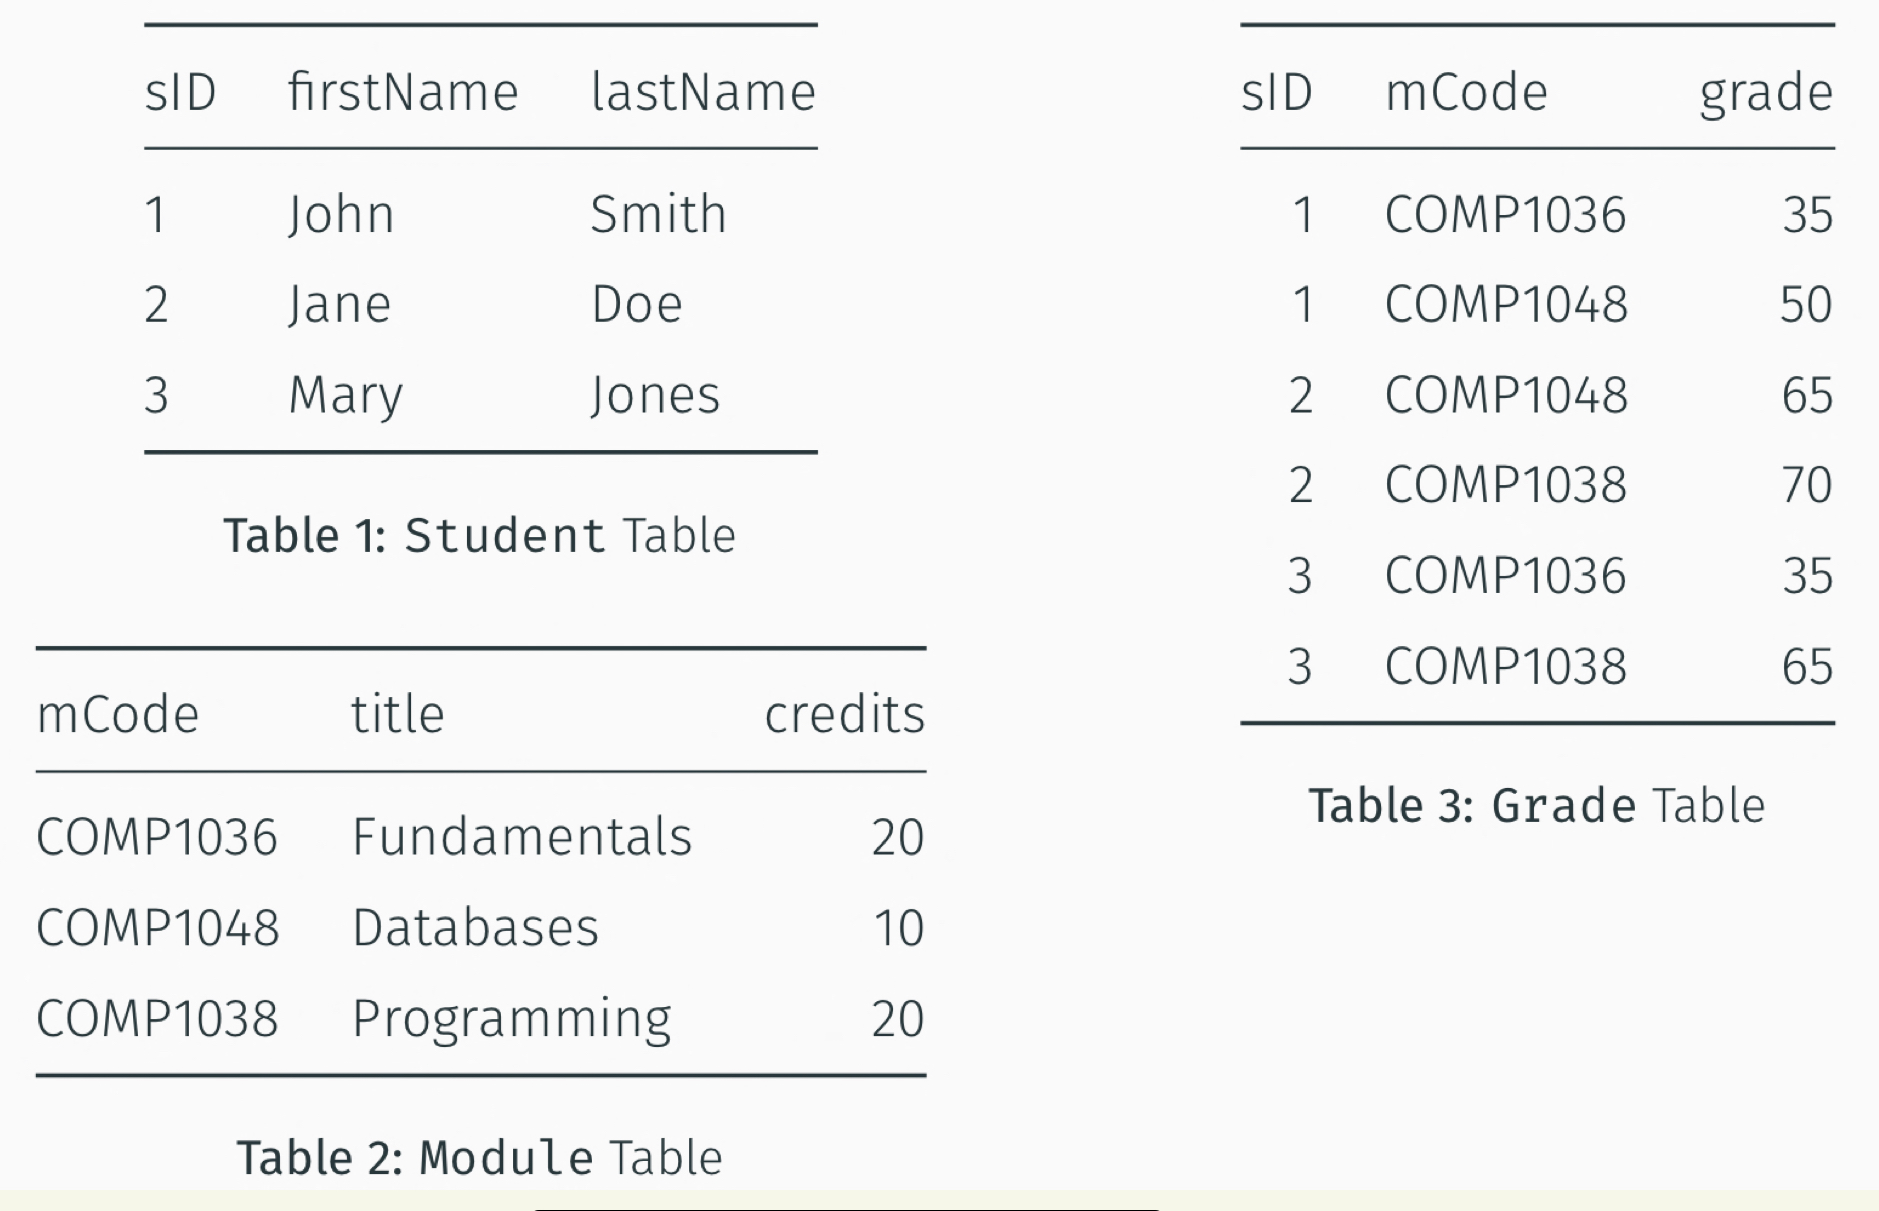 sID firstName lastName
1 John Smith
2 Jane Doe
3 Mary Jones
Table 1: Student Table
mCode title credits
COMP1036 Fundamentals 20
COMP1048 Databases 10
COMP1038 Programming 20
Table 2: Module Table
sID mCode grade
1 COMP1036 35
1 COMP1048 50
2 COMP1048 65
2 COMP1038 70
3 COMP1036 35
3 COMP1038 65
Table 3: Grade Table